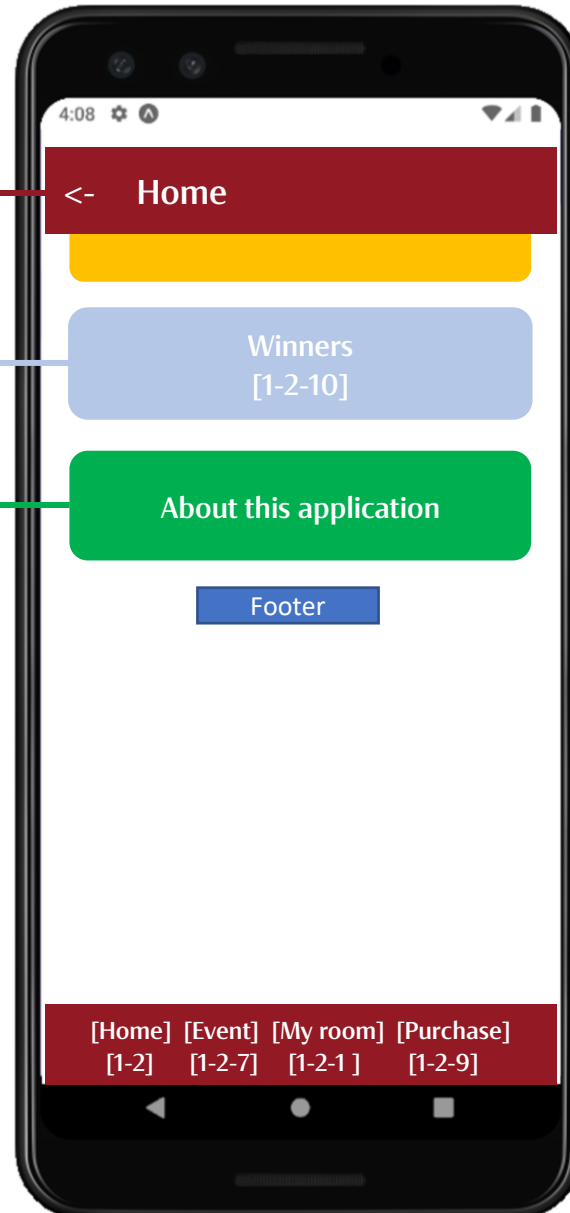 4:08
<- Home
Winners
[1-2-10]
About this application
Footer
[Home] [Event] [My room] [Purchase]
[1-2] [1-2-7] [1-2-1 ] [1-2-9]